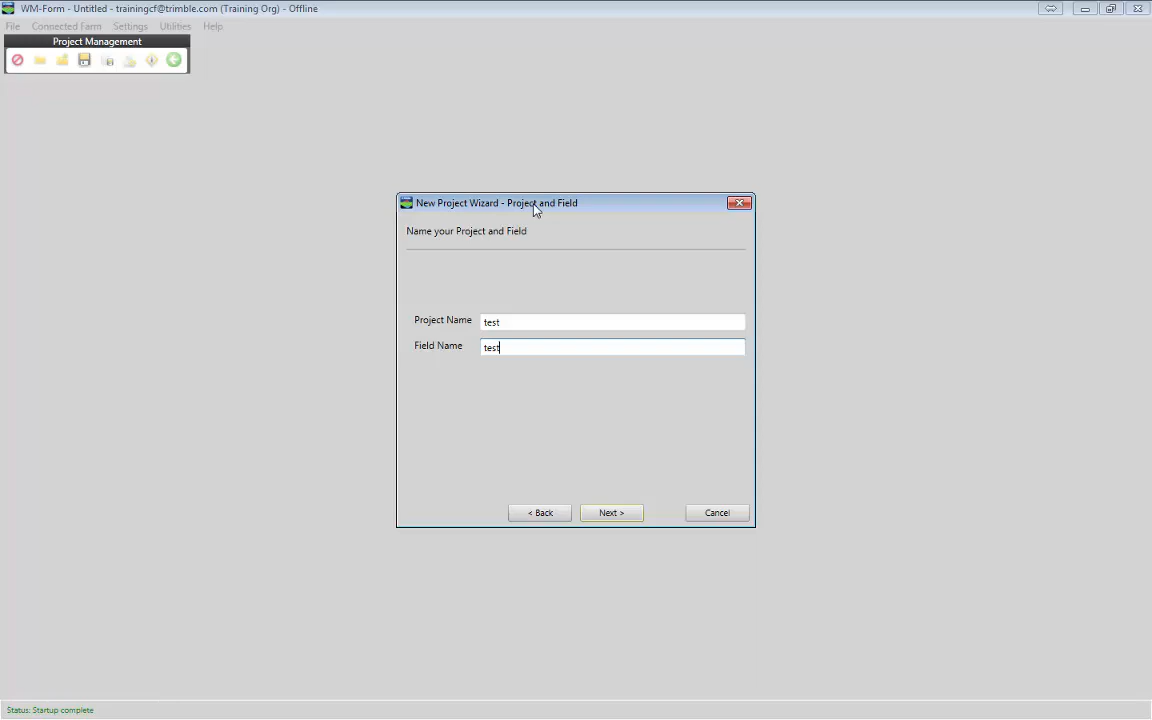 WM-Form - Untitled - trainingcf@trimble.com (Training Org) - Offline
File Connected Farm Settings Utilities Help
Project Management
New Project Wizard - Project and Field
Name your Project and Field
Project Name test
Field Name test
< Back Next > Cancel
Status: Startup complete